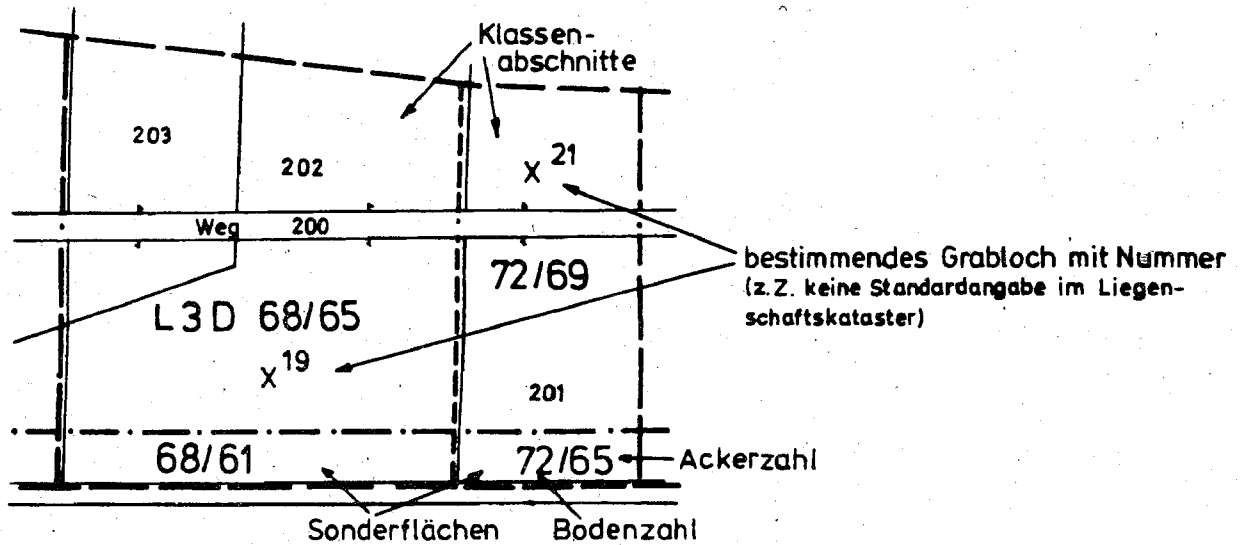 Klassen-
abschnitte
203
202
X 21
Weg 200
bestimmendes Grabloch mit Nummer
(z.Z. keine Standardangabe im Liegen-
schaftskataster)
72/69
L3D 68/65
X 19
201
68/61
72/65
Ackerzahl
Sonderflächen
Bodenzahl